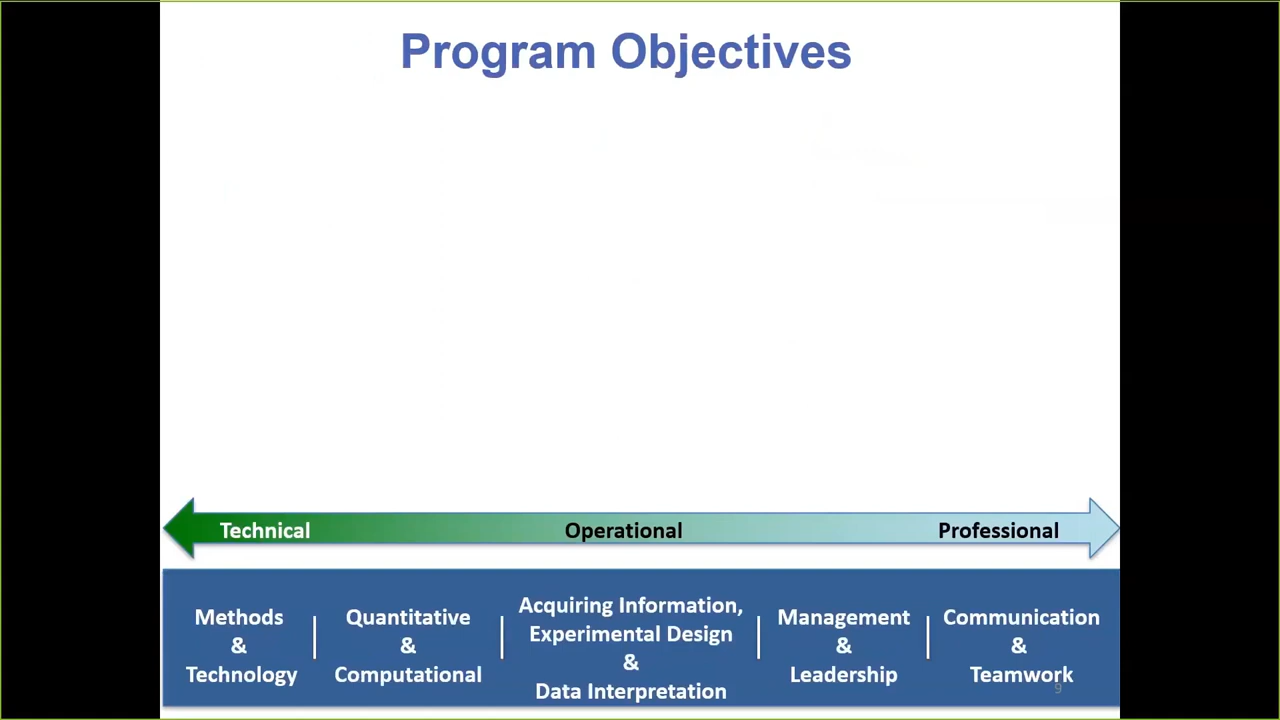 Program Objectives
Technical
Operational
Professional
Methods
&
Technology
Quantitative
&
Computational
Acquiring Information,
Experimental Design
&
Data Interpretation
Management
&
Leadership
Communication
&
Teamwork
9